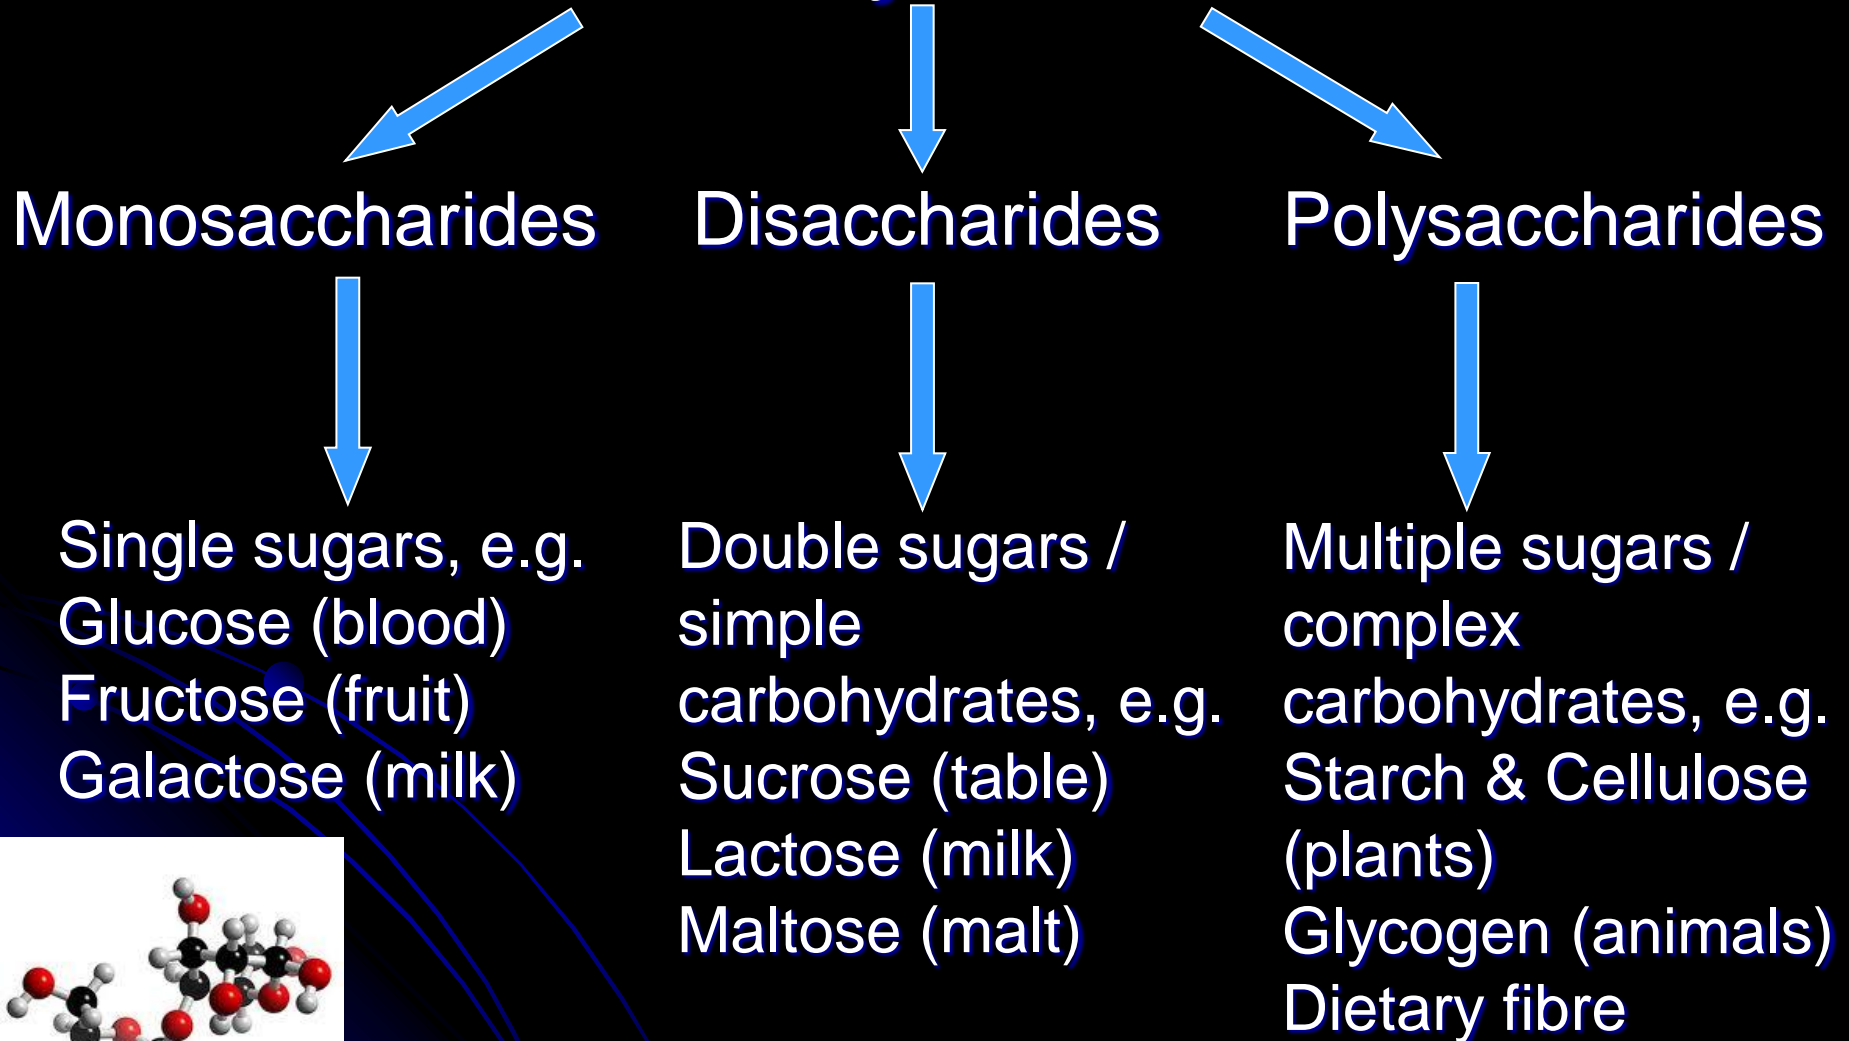 Monosaccharides
Disaccharides
Polysaccharides
Single sugars, e.g.
Glucose (blood)
Fructose (fruit)
Galactose (milk)
Double sugars /
simple
carbohydrates, e.g.
Sucrose (table)
Lactose (milk)
Maltose (malt)
Multiple sugars /
complex
carbohydrates, e.g.
Starch & Cellulose
(plants)
Glycogen (animals)
Dietary fibre